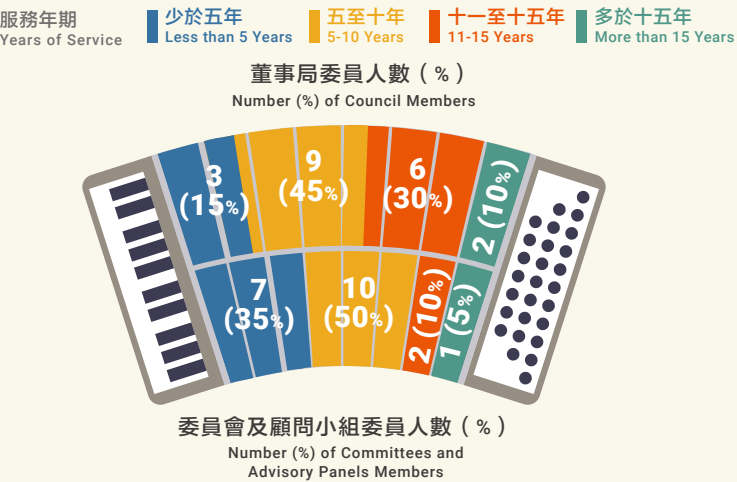 服務年期
Years of Service
少於五年
Less than 5 Years
五至十年
5-10 Years
十一至十五年
11-15 Years
多於十五年
More than 15 Years
董事局委員人數（%）
Number (%) of Council Members
3
(15%)
9
(45%)
6
(30%)
2 (10%)
7
(35%)
10
(50%)
2 (10%)
1 (5%)
委員會及顧問小組委員人數（%）
Number (%) of Committees and
Advisory Panels Members